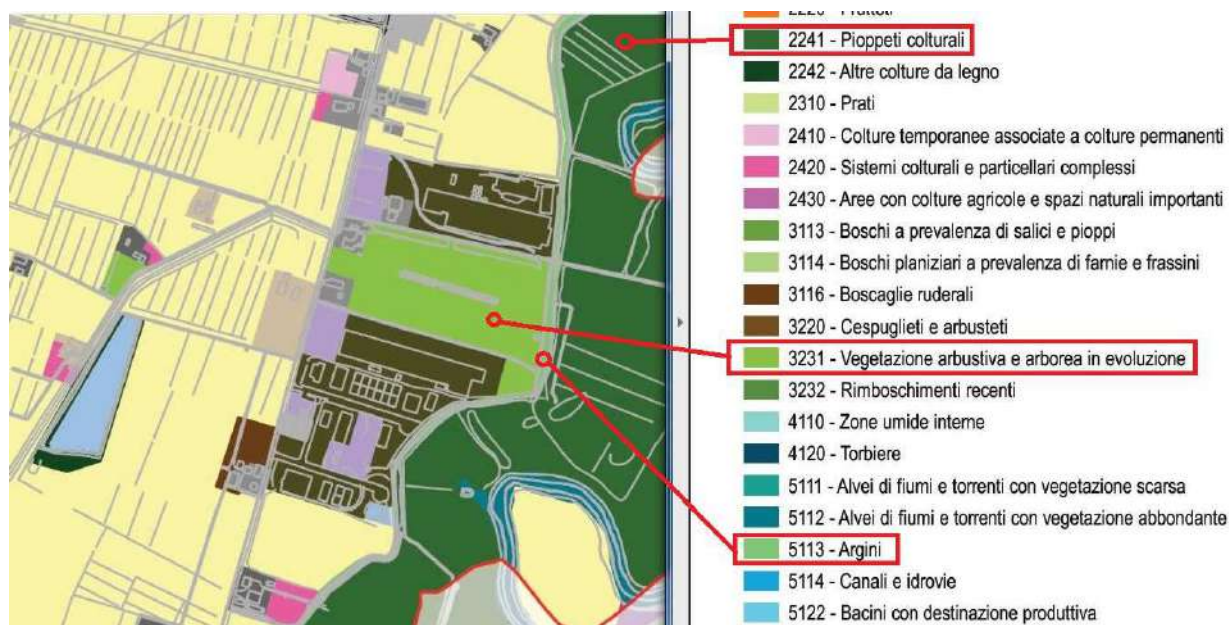 2241 - Pioppeti colturali
2242 - Altre colture da legno
2310 - Prati
2410 - Colture temporanee associate a colture permanenti
2420 - Sistemi colturali e particellari complessi
2430 - Aree con colture agricole e spazi naturali importanti
3113 - Boschi a prevalenza di salici e pioppi
3114 - Boschi planiziari a prevalenza di farnie e frassini
3116 - Boscaglie ruderali
3220 - Cespuglieti e arbusteti
3231 - Vegetazione arbustiva e arborea in evoluzione
3232 - Rimboschimenti recenti
4110 - Zone umide interne
4120 - Torbiere
5111 - Alvei di fiumi e torrenti con vegetazione scarsa
5112 - Alvei di fiumi e torrenti con vegetazione abbondante
5113 - Argini
5114 - Canali e idrovie
5122 - Bacini con destinazione produttiva